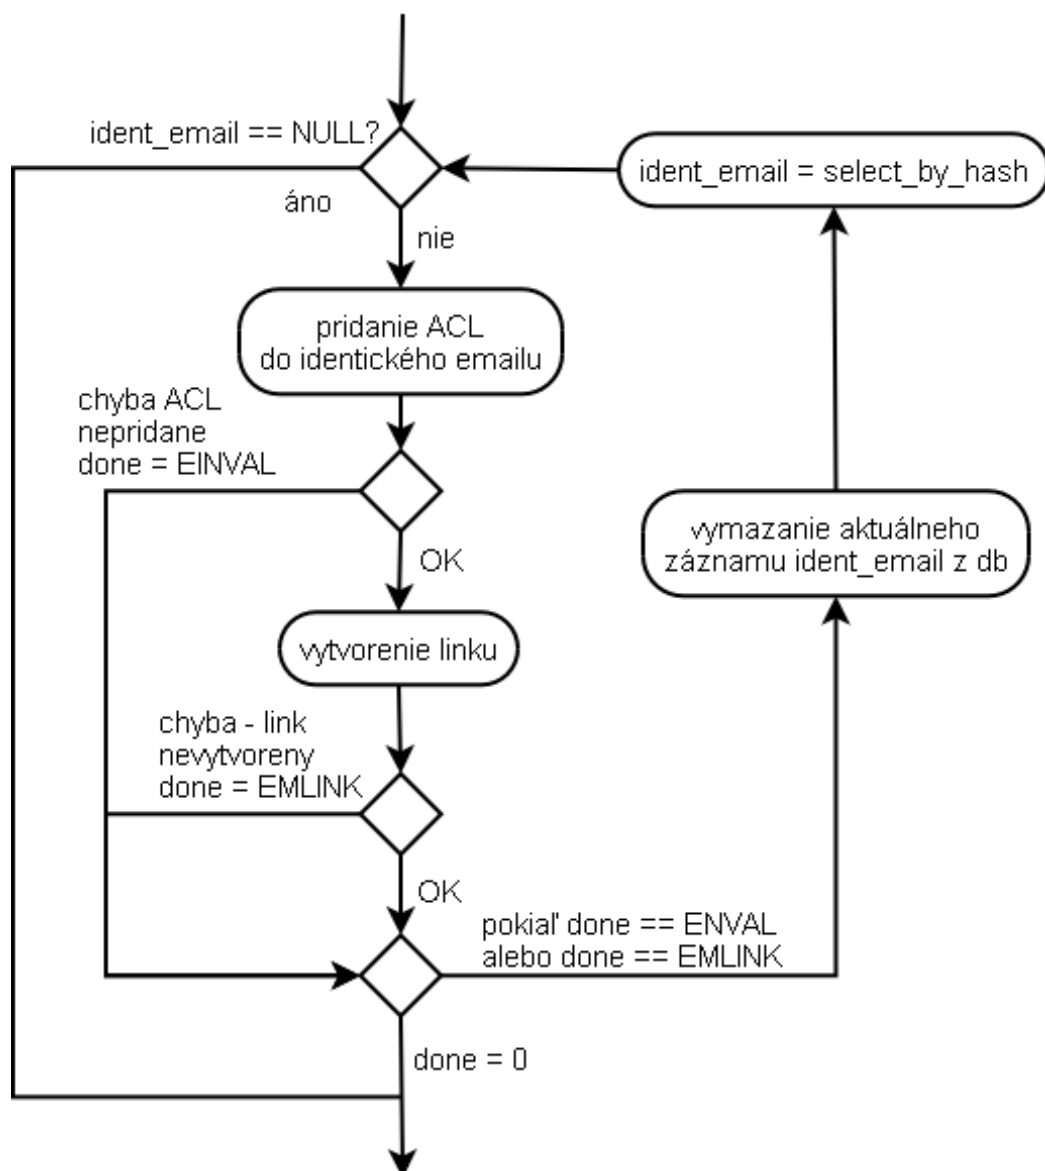 ident_email == NULL?
ident_email = select_by_hash
áno
nie
pridanie ACL
do identického emailu
chyba ACL
nepridane
done = EINVAL
OK
vymazanie aktuálneho
záznamu ident_email z db
vytvorenie linku
chyba - link
nevytvoreny
done = EMLINK
OK
pokiaľ done == ENVAL
alebo done == EMLINK
done = 0